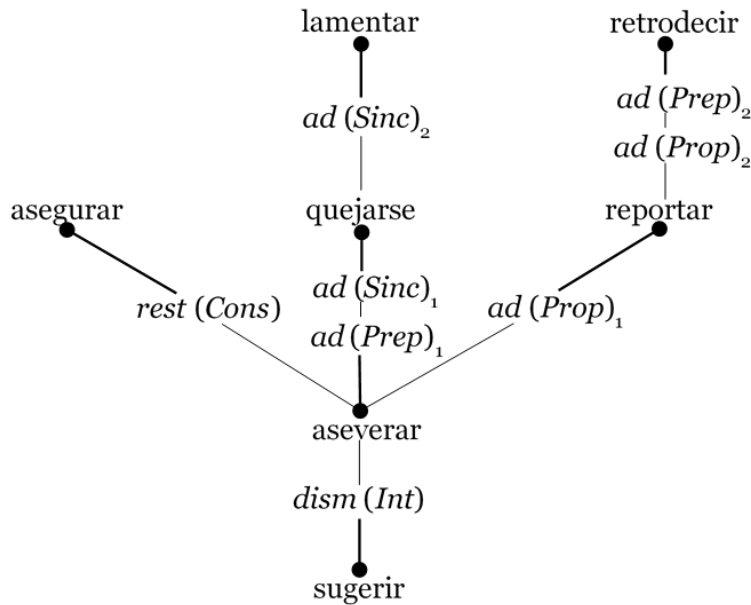 lamentar retrodecir
ad (Prep)₂
ad (Sinc)₂
ad (Prop)₂
asegurar quejarse reportar
ad (Sinc)₁
rest (Cons) ad (Prop)₁
ad (Prep)₁
aseverar
dism (Int)
sugerir